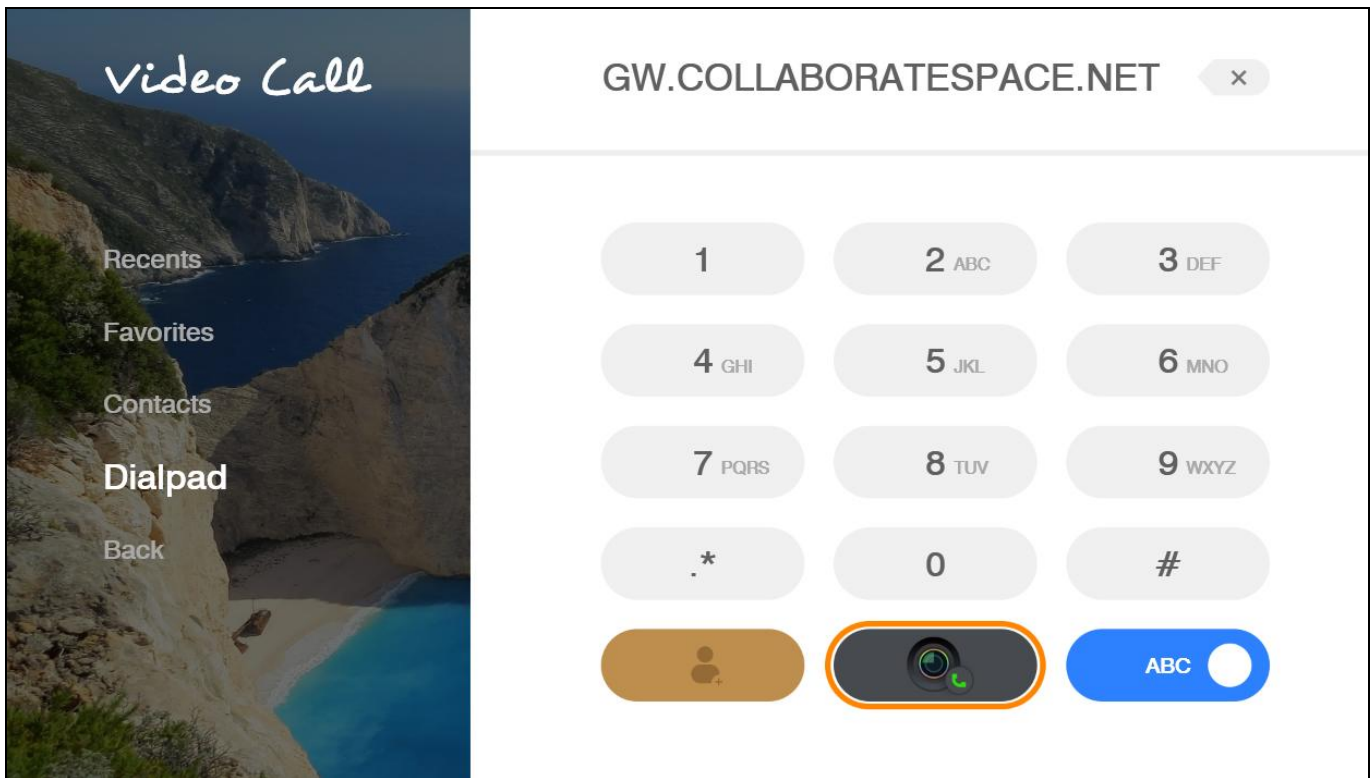 Video Call
Recents
Favorites
Contacts
Dialpad
Back
GW.COLLABORATESPACE.NET
1
2 ABC
3 DEF
4 GHI
5 JKL
6 MNO
7 PQRS
8 TUV
9 WXYZ
.*
0
#
ABC